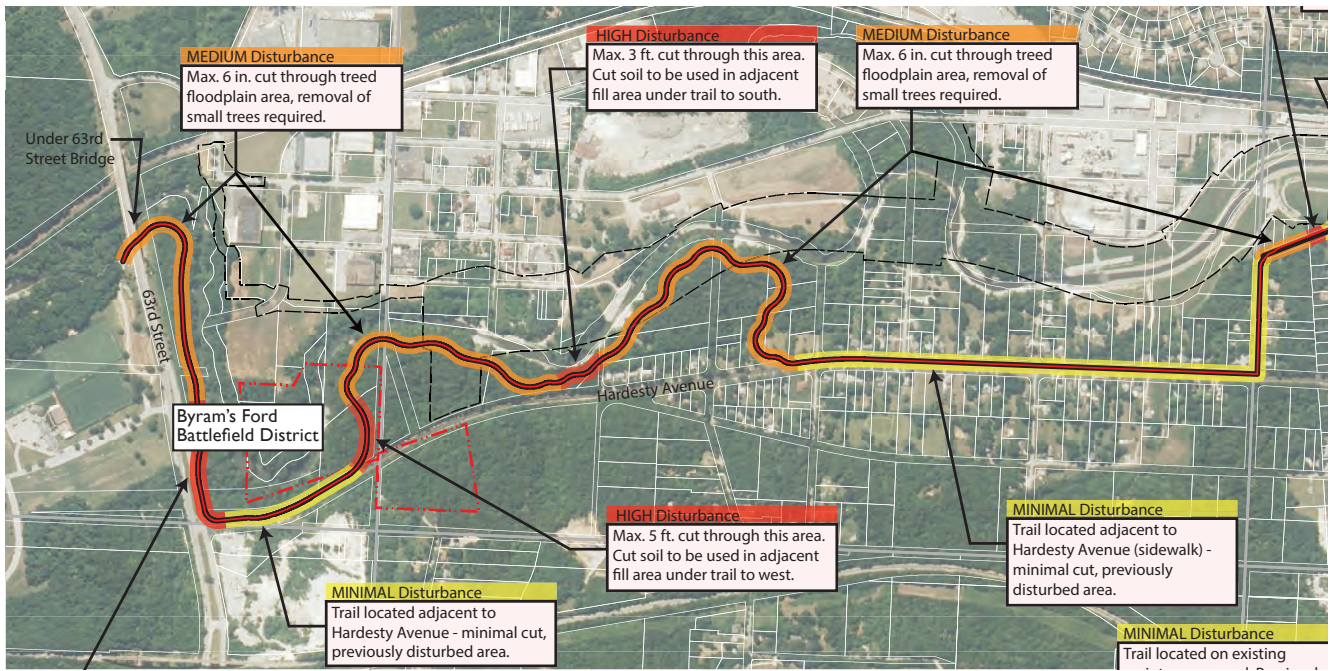 MEDIUM Disturbance
Max. 6 in. cut through treed
floodplain area, removal of
small trees required.
HIGH Disturbance
Max. 3 ft. cut through this area.
Cut soil to be used in adjacent
fill area under trail to south.
MEDIUM Disturbance
Max. 6 in. cut through treed
floodplain area, removal of
small trees required.
Under 63rd
Street Bridge
63rd Street
Hardesty Avenue
Byram's Ford
Battlefield District
HIGH Disturbance
Max. 5 ft. cut through this area.
Cut soil to be used in adjacent
fill area under trail to west.
MINIMAL Disturbance
Trail located adjacent to
Hardesty Avenue (sidewalk) -
minimal cut, previously
disturbed area.
MINIMAL Disturbance
Trail located adjacent to
Hardesty Avenue - minimal cut,
previously disturbed area.
MINIMAL Disturbance
Trail located on existing